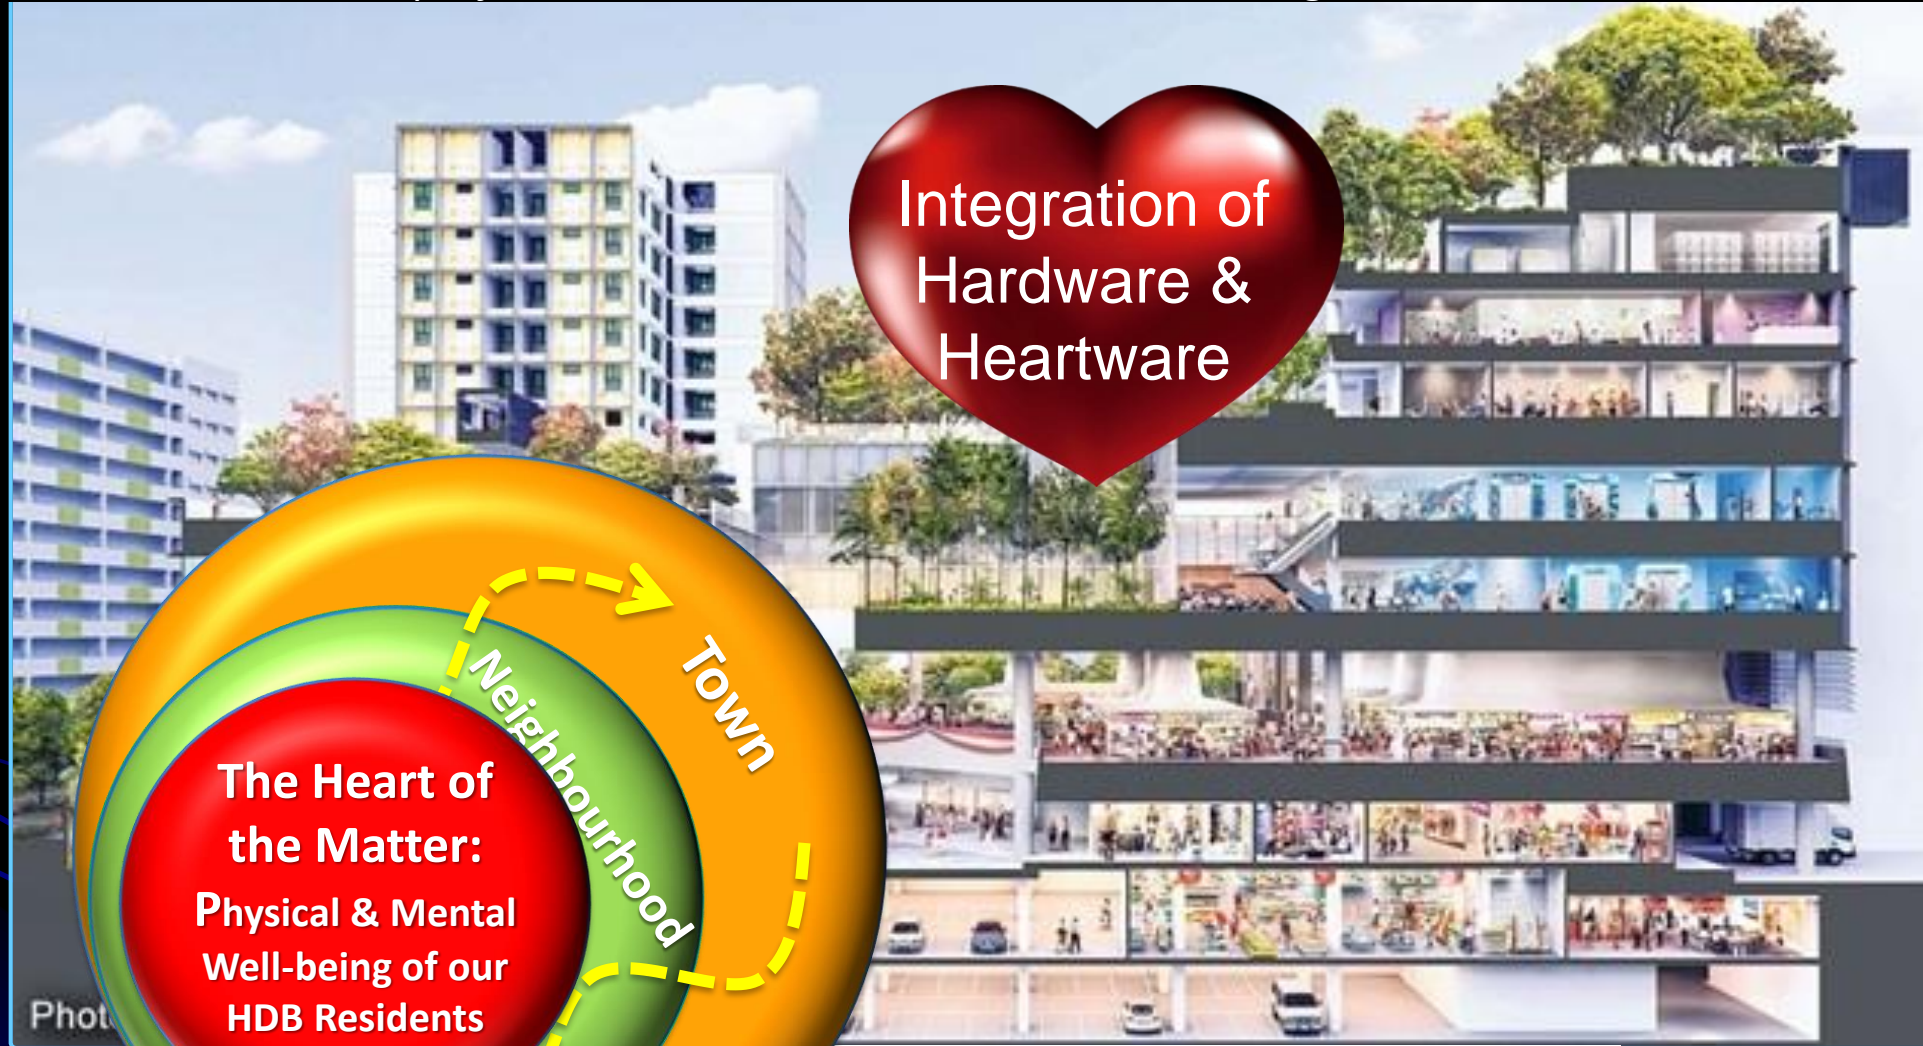 Integration of
Hardware &
Heartware
Town
Neighbourhood
The Heart of
the Matter:
Physical & Mental
Well-being of our
HDB Residents